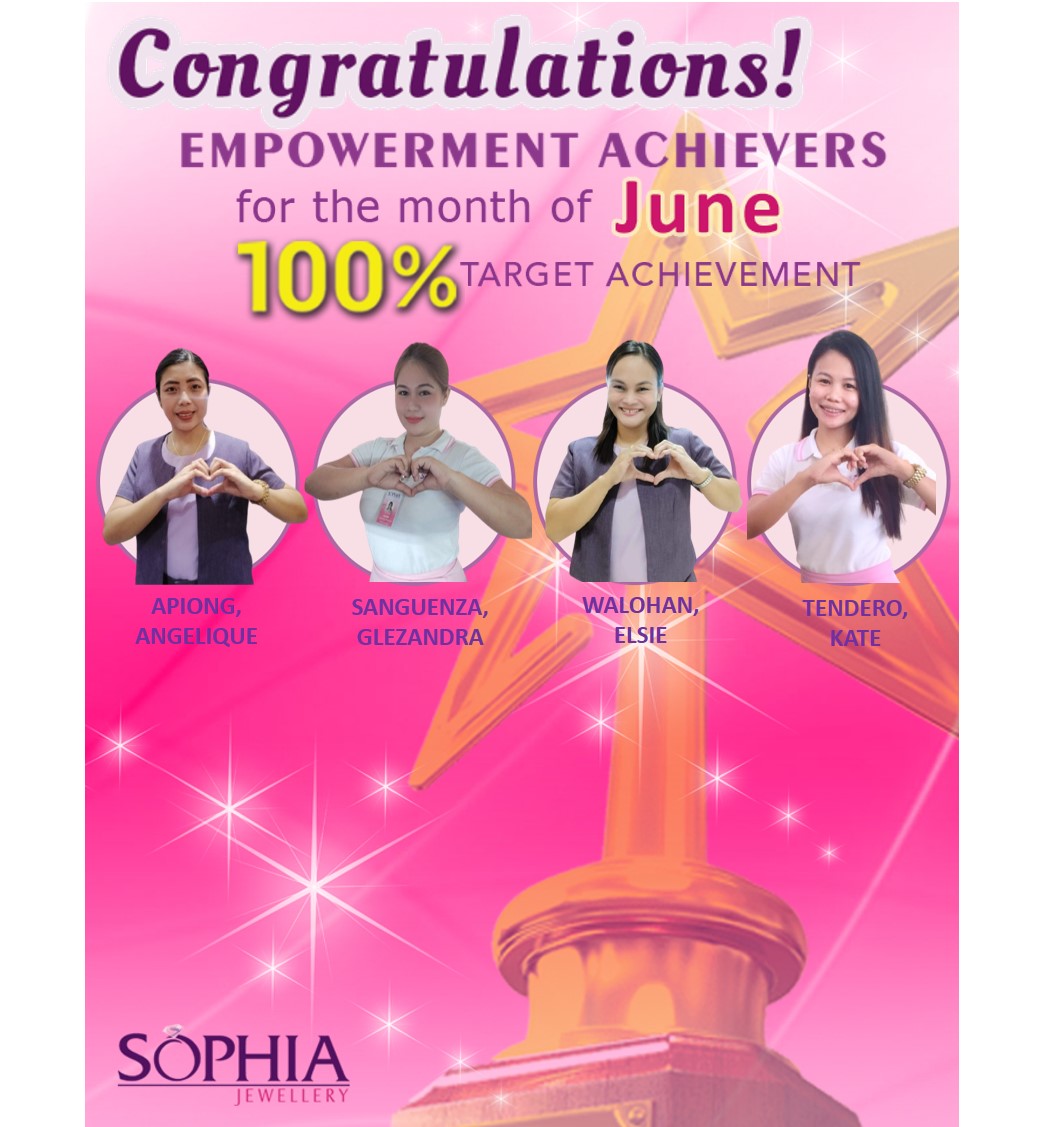 Congratulations!
EMPOWERMENT ACHIEVERS
for the month of June
100% TARGET ACHIEVEMENT
APIONG,
ANGELIQUE
SANGUENZA,
GLEZANDRA
WALOHAN,
ELSIE
TENDERO,
KATE
SOPHIA
JEWELLERY